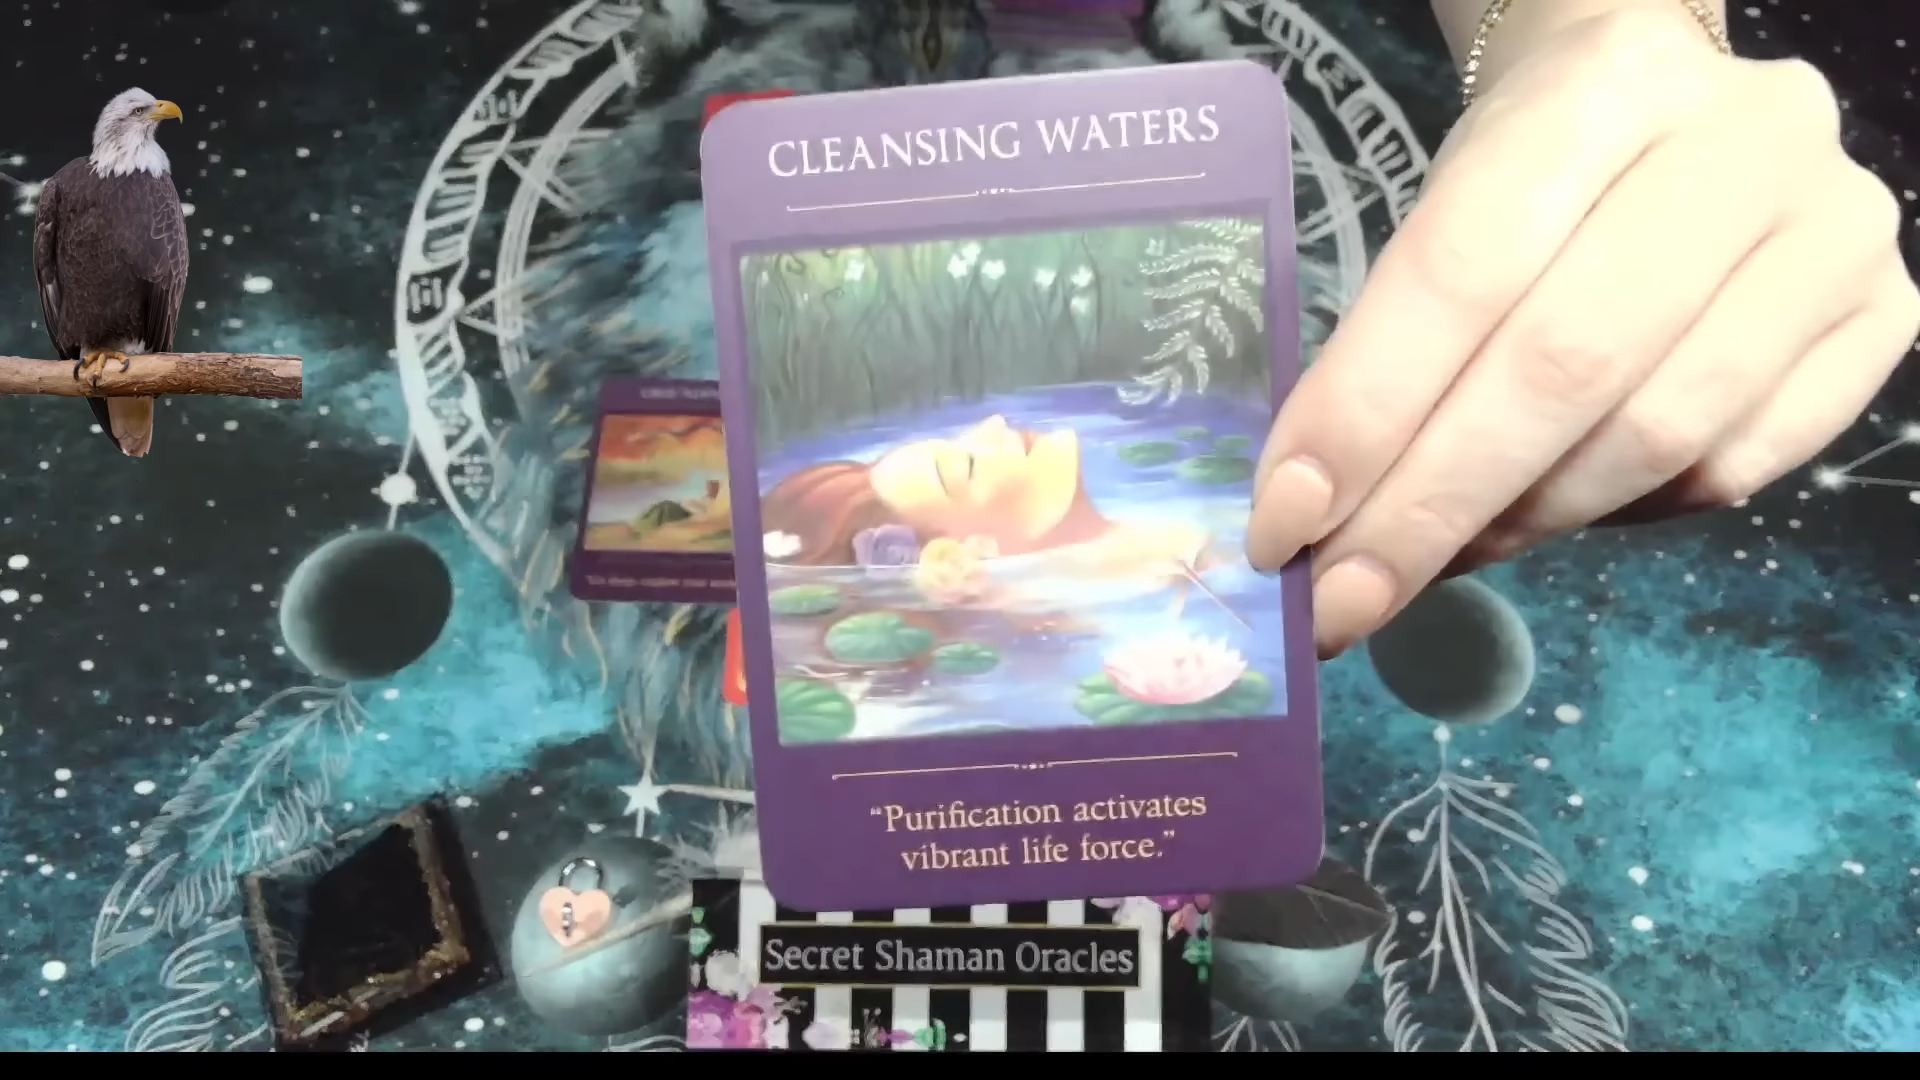 CLEANSING WATERS
“Purification activates
vibrant life force.”
Secret Shaman Oracles